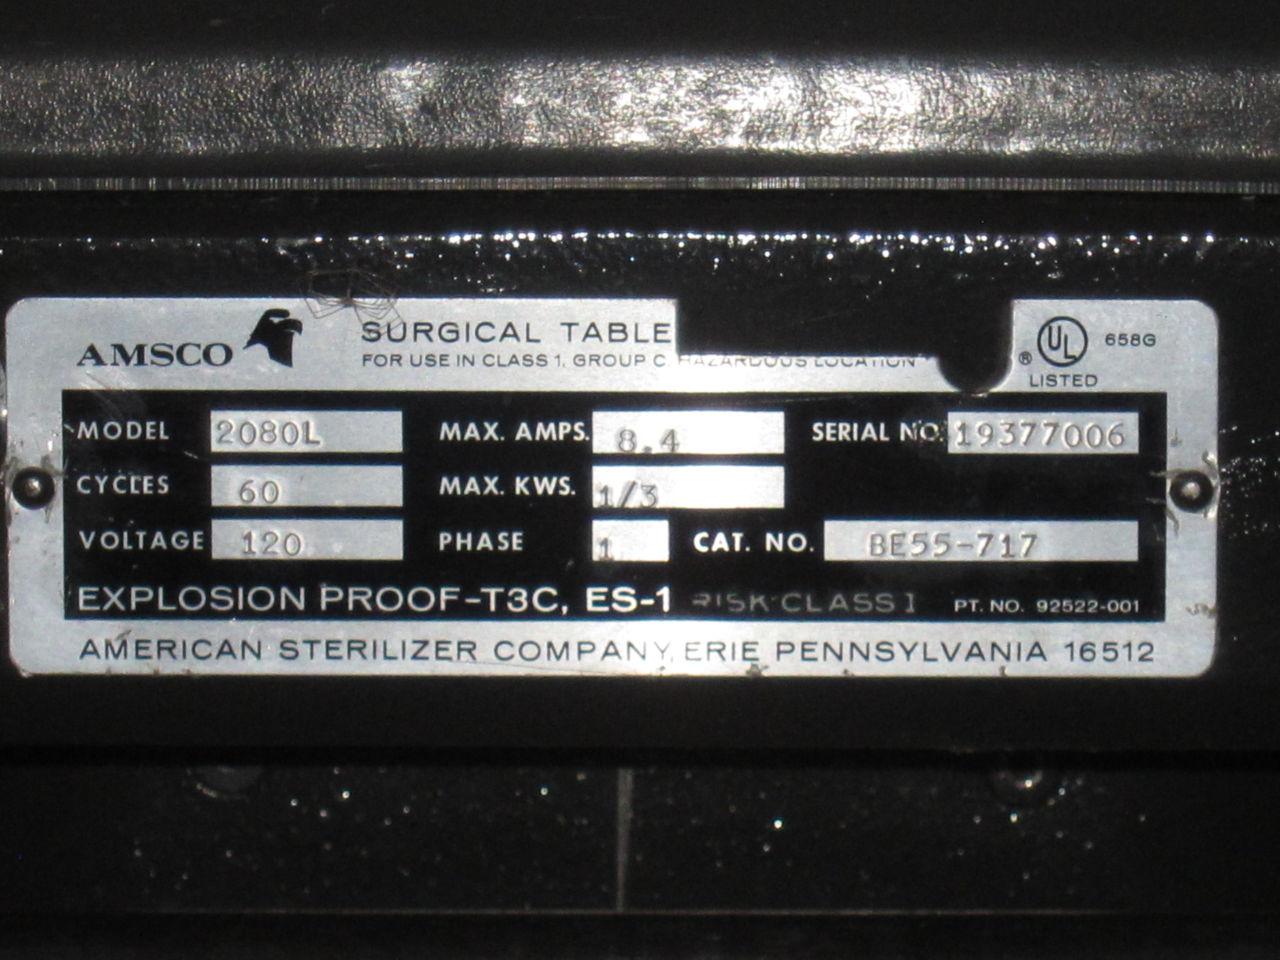 AMSCO
SURGICAL TABLE
FOR USE IN CLASS 1, GROUP C HAZARDOUS LOCATION
® UL 658G
LISTED
MODEL 2080L MAX. AMPS. 8.4 SERIAL NO. 19377006
CYCLES 60 MAX. KWS. 1/3
VOLTAGE 120 PHASE 1 CAT. NO. BE55-717
EXPLOSION PROOF-T3C, ES-1 RISK CLASS I PT. NO. 92522-001
AMERICAN STERILIZER COMPANY, ERIE PENNSYLVANIA 16512